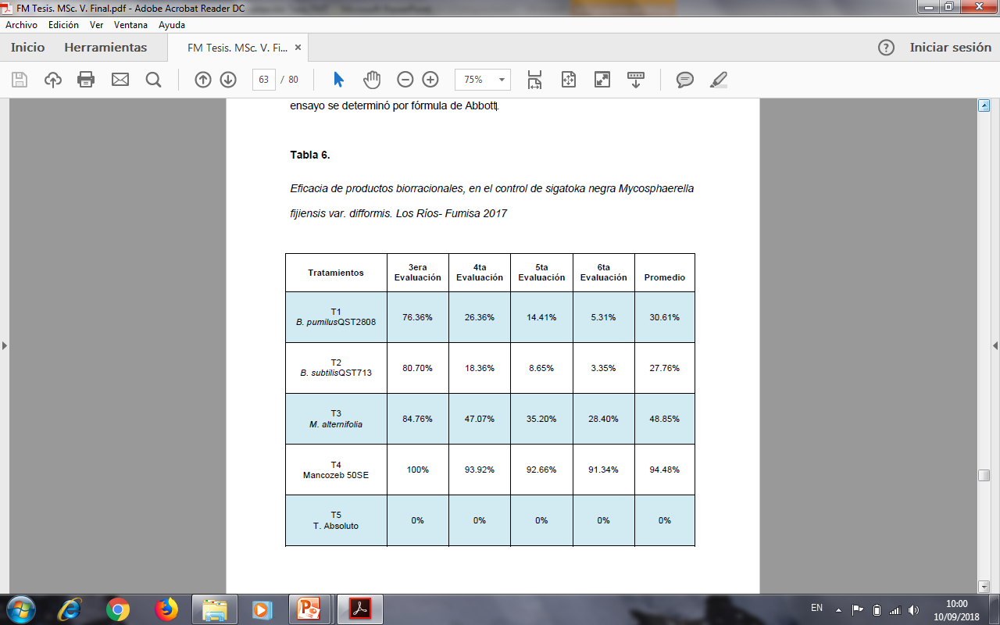 FM Tesis. MSc. V. Final.pdf - Adobe Acrobat Reader DC
Archivo Edición Ver Ventana Ayuda
Inicio Herramientas FM Tesis. MSc. V. Fi... × ? Iniciar sesión
63 / 80 75%
ensayo se determinó por fórmula de Abbott.
Tabla 6.
Eficacia de productos biorracionales, en el control de sigatoka negra Mycosphaerella
fijiensis var. difformis. Los Ríos- Fumisa 2017
Tratamientos 3era Evaluación 4ta Evaluación 5ta Evaluación 6ta Evaluación Promedio
T1
B. pumilusQST2808 76.36% 26.36% 14.41% 5.31% 30.61%
T2
B. subtilisQST713 80.70% 18.36% 8.65% 3.35% 27.76%
T3
M. alternifolia 84.76% 47.07% 35.20% 28.40% 48.85%
T4
Mancozeb 50SE 100% 93.92% 92.66% 91.34% 94.48%
T5
T. Absoluto 0% 0% 0% 0% 0%
EN 10:00
10/09/2018